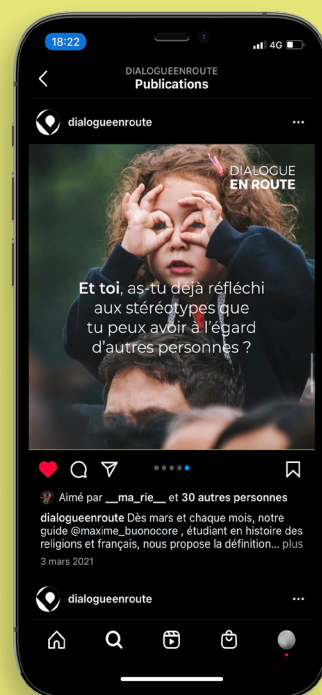 18:22
4G
DIALOGUEENROUTE
Publications
dialogueenroute
DIALOGUE
EN ROUTE
Et toi, as-tu déjà réfléchi
aux stéréotypes que
tu peux avoir à l'égard
d'autres personnes ?
Aimé par __ma_rie__ et 30 autres personnes
dialogueenroute Dès mars et chaque mois, notre
guide @maxime_buonocore , étudiant en histoire des
religions et français, nous propose la définition... plus
3 mars 2021
dialogueenroute